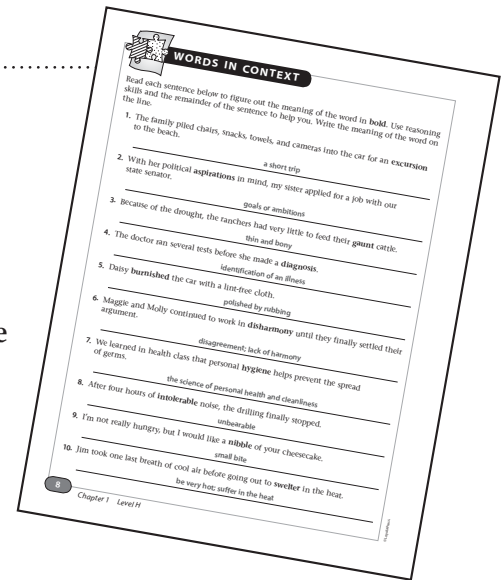 WORDS IN CONTEXT
Read each sentence below to figure out the meaning of the word in bold. Use reasoning
skills and the remainder of the sentence to help you. Write the meaning of the word on
the line.
1. The family piled chairs, snacks, towels, and cameras into the car for an excursion
to the beach.
a short trip
2. With her political aspirations in mind, my sister applied for a job with our
state senator.
goals or ambitions
3. Because of the drought, the ranchers had very little to feed their gaunt cattle.
thin and bony
4. The doctor ran several tests before she made a diagnosis.
identification of an illness
5. Daisy burnished the car with a lint-free cloth.
polished by rubbing
6. Maggie and Molly continued to work in disharmony until they finally settled their
argument.
disagreement; lack of harmony
7. We learned in health class that personal hygiene helps prevent the spread
of germs.
the science of personal health and cleanliness
8. After four hours of intolerable noise, the drilling finally stopped.
unbearable
9. I'm not really hungry, but I would like a nibble of your cheesecake.
small bite
10. Jim took one last breath of cool air before going out to swelter in the heat.
be very hot; suffer in the heat
8
Chapter 1 Level H
e